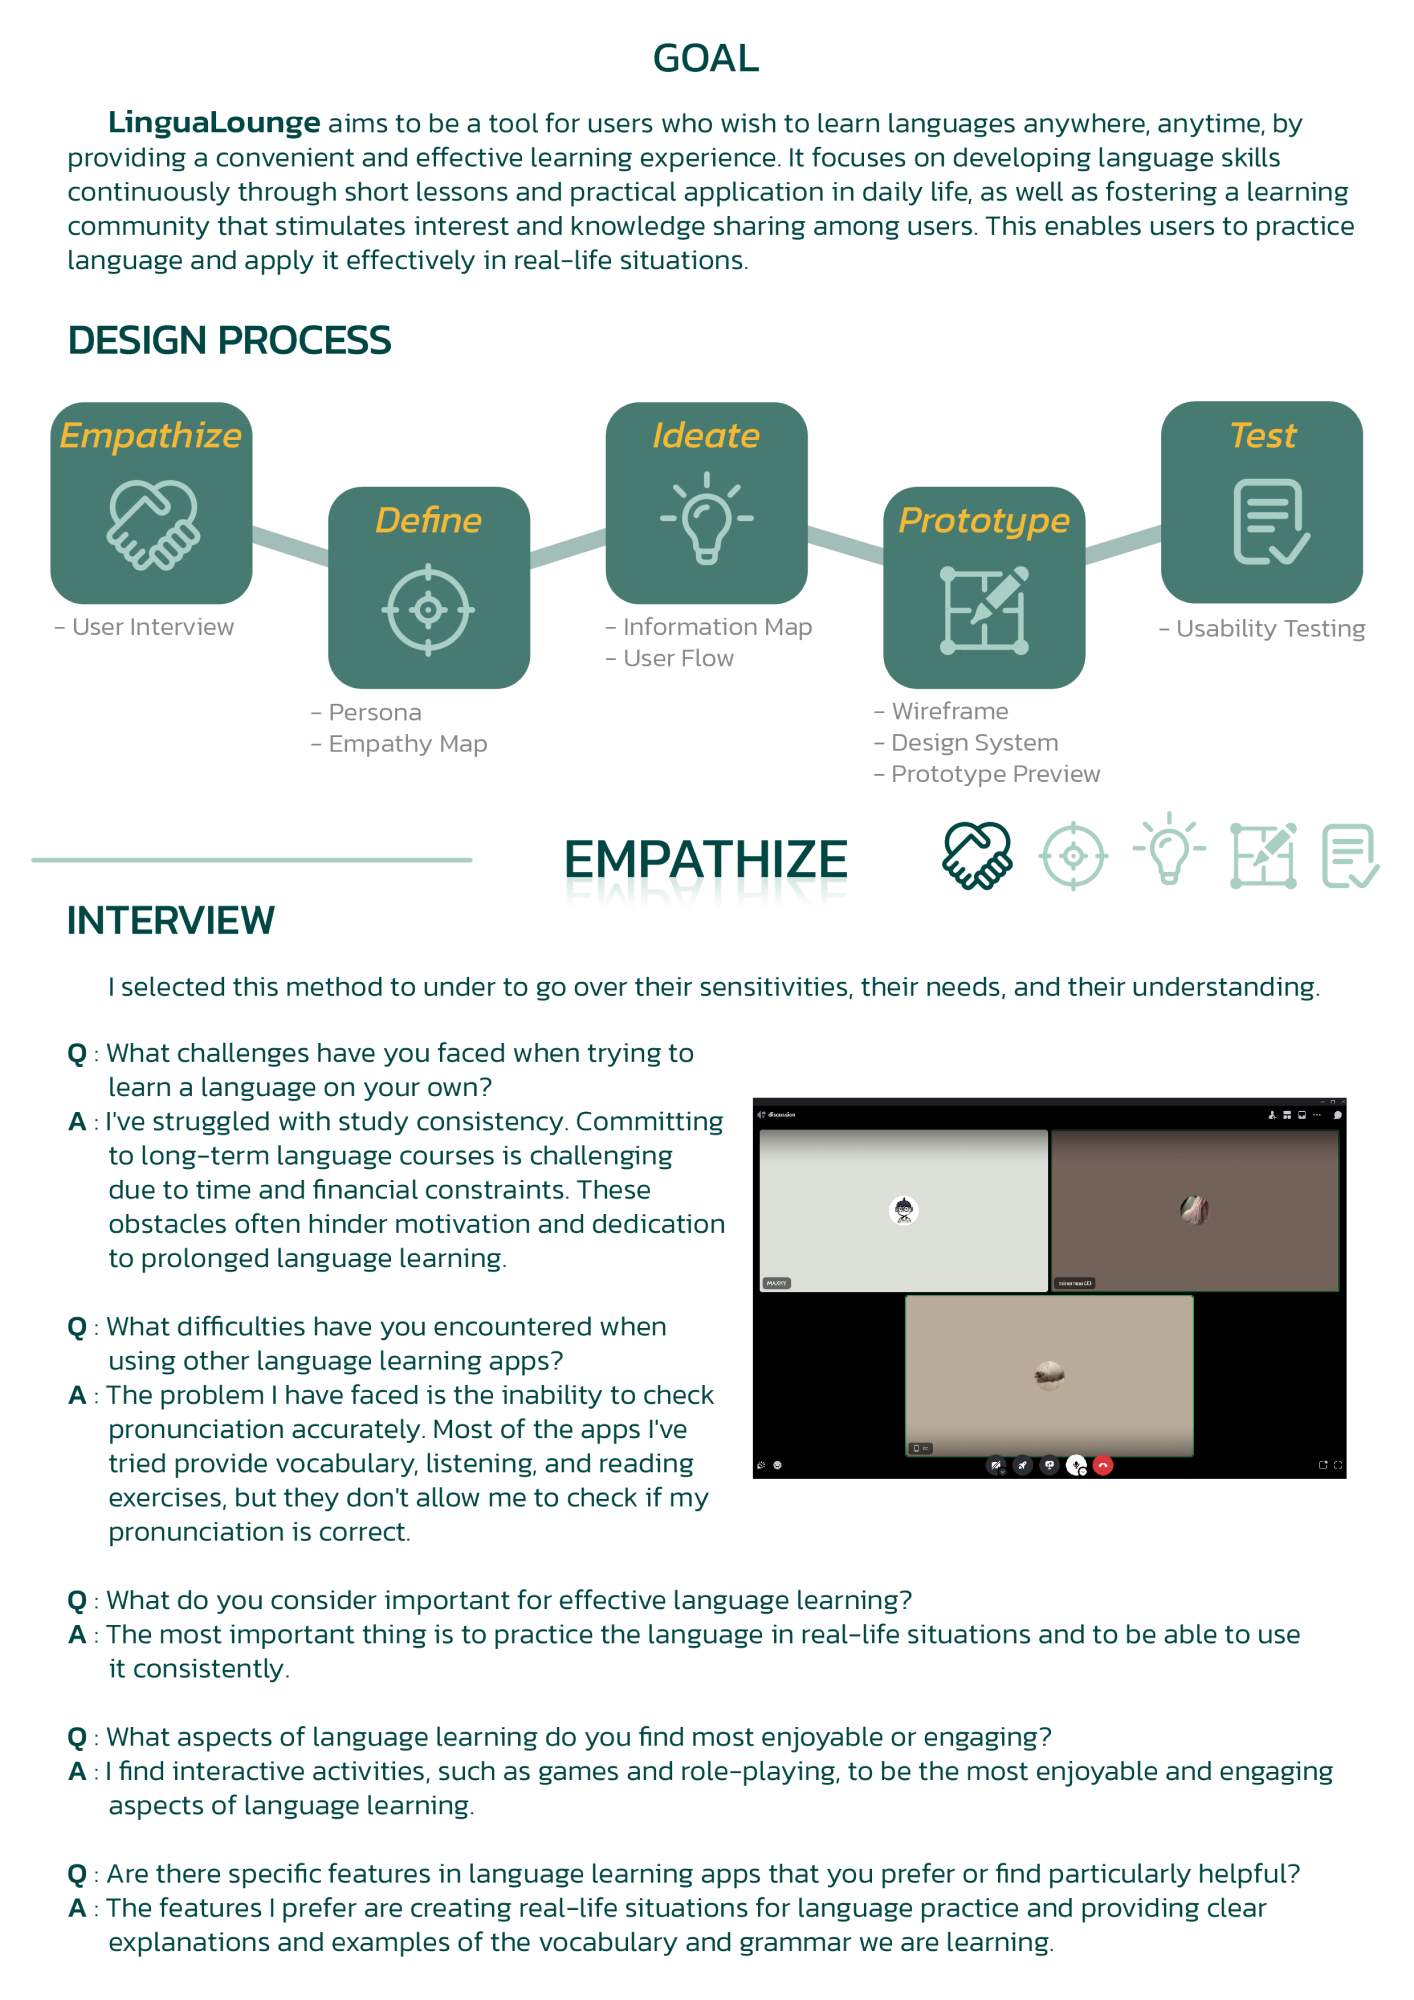 GOAL
LinguaLounge aims to be a tool for users who wish to learn languages anywhere, anytime, by
providing a convenient and effective learning experience. It focuses on developing language skills
continuously through short lessons and practical application in daily life, as well as fostering a learning
community that stimulates interest and knowledge sharing among users. This enables users to practice
language and apply it effectively in real-life situations.
DESIGN PROCESS
Empathize
- User Interview
Define
- Persona
- Empathy Map
Ideate
- Information Map
- User Flow
Prototype
- Wireframe
- Design System
- Prototype Preview
Test
- Usability Testing
EMPATHIZE
INTERVIEW
I selected this method to under to go over their sensitivities, their needs, and their understanding.
Q : What challenges have you faced when trying to
learn a language on your own?
A : I've struggled with study consistency. Committing
to long-term language courses is challenging
due to time and financial constraints. These
obstacles often hinder motivation and dedication
to prolonged language learning.
discussion
MAXKY
Q : What difficulties have you encountered when
using other language learning apps?
A : The problem I have faced is the inability to check
pronunciation accurately. Most of the apps I've
tried provide vocabulary, listening, and reading
exercises, but they don't allow me to check if my
pronunciation is correct.
Q : What do you consider important for effective language learning?
A : The most important thing is to practice the language in real-life situations and to be able to use
it consistently.
Q : What aspects of language learning do you find most enjoyable or engaging?
A : I find interactive activities, such as games and role-playing, to be the most enjoyable and engaging
aspects of language learning.
Q : Are there specific features in language learning apps that you prefer or find particularly helpful?
A : The features I prefer are creating real-life situations for language practice and providing clear
explanations and examples of the vocabulary and grammar we are learning.